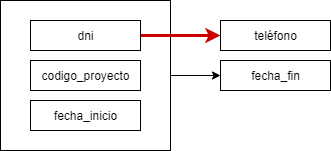 dni
teléfono
codigo_proyecto
fecha_fin
fecha_inicio